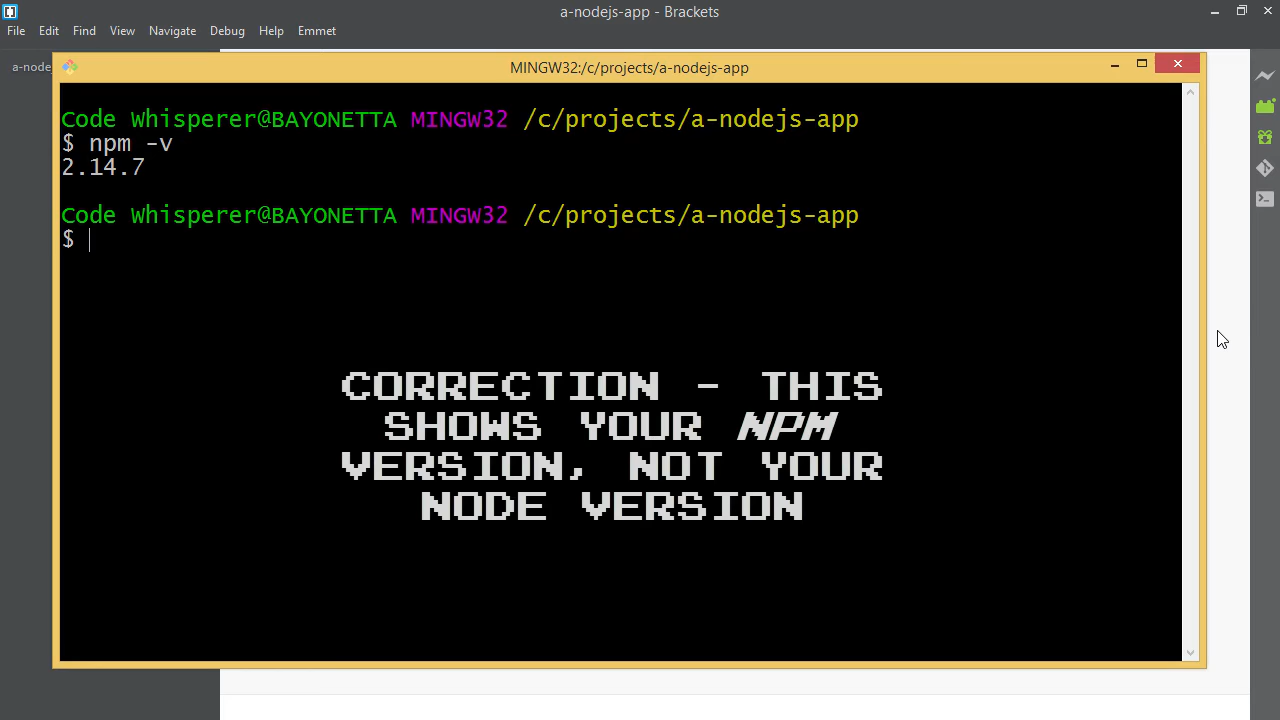 a-nodejs-app - Brackets
File Edit Find View Navigate Debug Help Emmet
a-node
MINGW32:/c/projects/a-nodejs-app
Code Whisperer@BAYONETTA MINGW32 /c/projects/a-nodejs-app
$ npm -v
2.14.7
Code Whisperer@BAYONETTA MINGW32 /c/projects/a-nodejs-app
$
CORRECTION - THIS
SHOWS YOUR NPM
VERSION, NOT YOUR
NODE VERSION